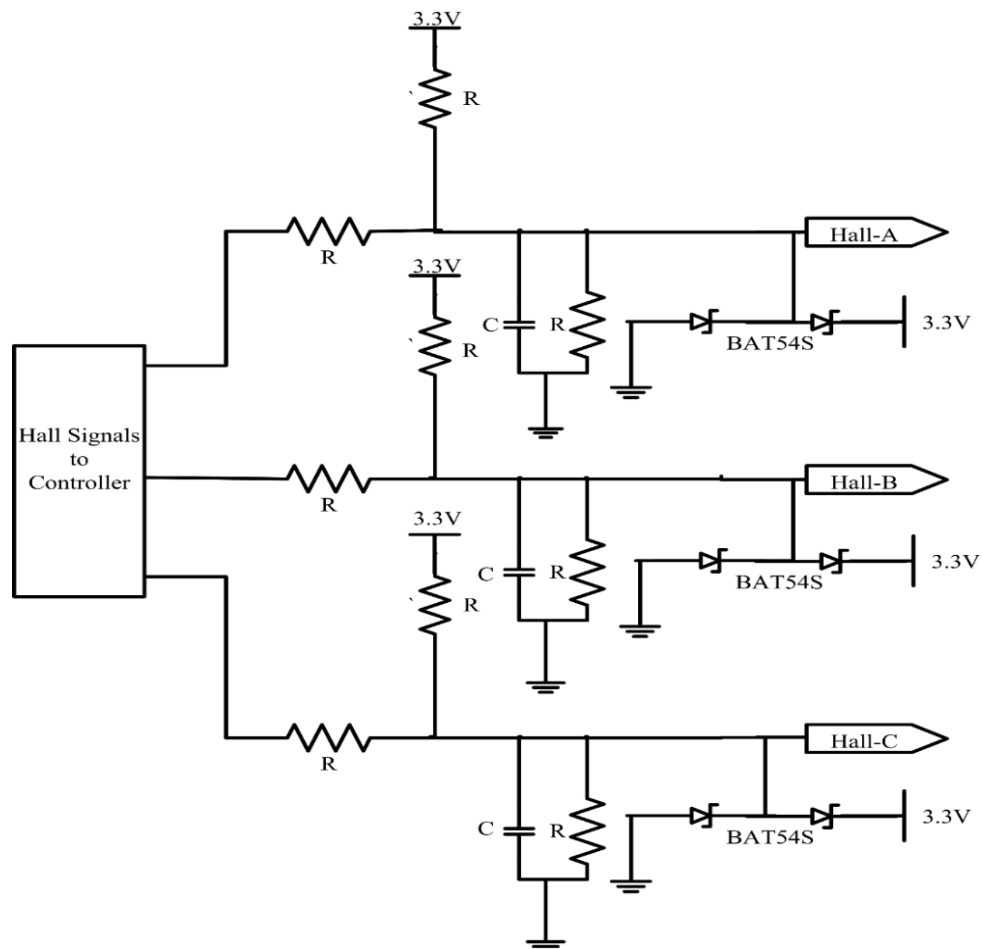 3.3V
R
Hall-A
R
3.3V
C
R
3.3V
R
BAT54S
Hall Signals
to
Controller
Hall-B
R
3.3V
C
R
3.3V
BAT54S
R
Hall-C
R
C
R
3.3V
BAT54S